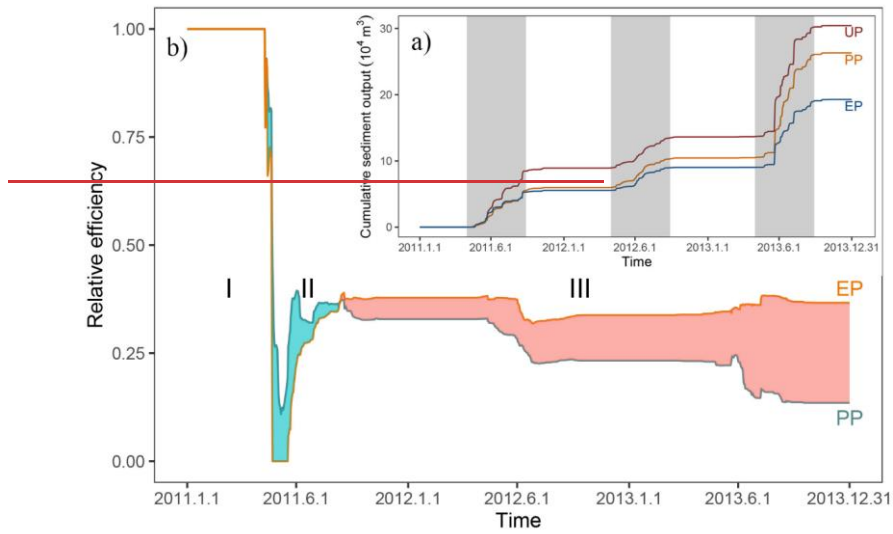 b)
1.00
0.75
0.50
0.25
0.00
Relative efficiency
I
II
III
EP
PP
2011.1.1
2011.6.1
2012.1.1
2012.6.1
2013.1.1
2013.6.1
2013.12.31
Time
a)
30
20
10
0
Cumulative sediment output (10⁴ m³)
UP
PP
EP
2011.1.1
2011.6.1
2012.1.1
2012.6.1
2013.1.1
2013.6.1
2013.12.31
Time